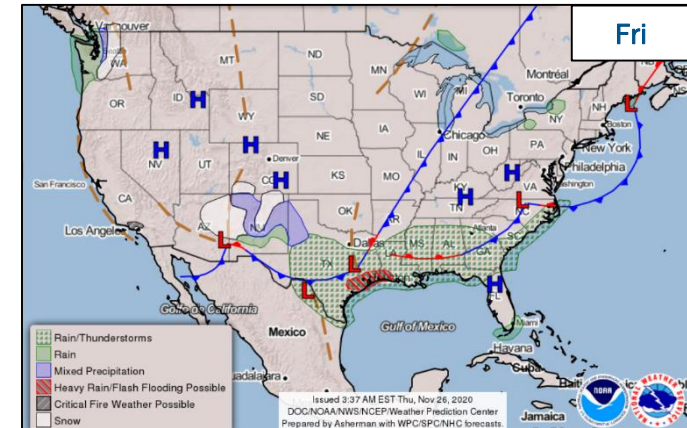 Fri
Vancouver
WA
MT
ND
MN
Montréal
OR
ID
WY
SD
WI
MI
Toronto
NH
NY
Boston
NV
UT
Denver
NE
IA
Chicago
IL
IN
OH
PA
New York
Philadelphia
San Francisco
CA
KS
MO
KY
VA
Washington
Los Angeles
AZ
NM
OK
AR
TN
NC
Dallas
TX
MS
AL
Atlanta
GA
SC
FL
Miami
Golfo de California
Mexico
Gulf of Mexico
Havana
Cuba
Jamaica
H
H
H
H
H
H
H
L
L
L
L
L
Rain/Thunderstorms
Rain
Mixed Precipitation
Heavy Rain/Flash Flooding Possible
Critical Fire Weather Possible
Snow
Issued 3:37 AM EST Thu, Nov 26, 2020
DOC/NOAA/NWS/NCEP/Weather Prediction Center
Prepared by Asherman with WPC/SPC/NHC forecasts.
NOAA